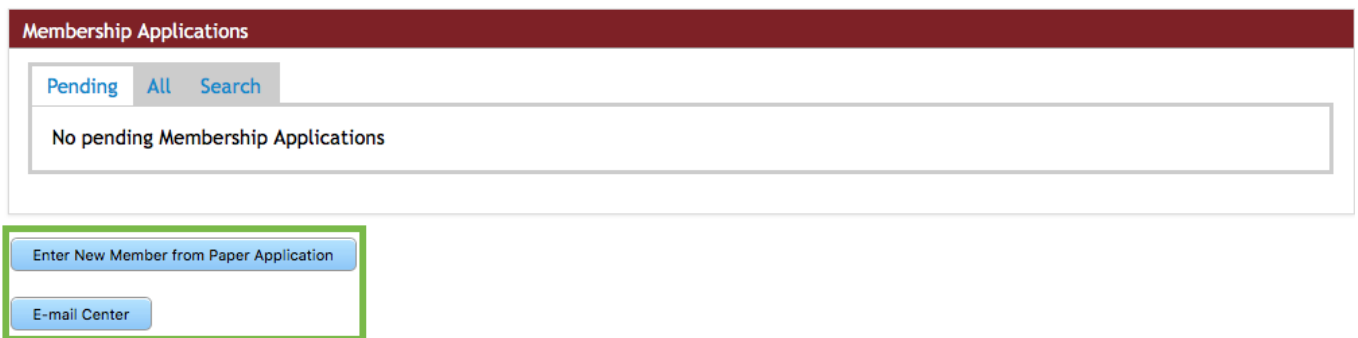 Membership Applications
Pending All Search
No pending Membership Applications
Enter New Member from Paper Application
E-mail Center